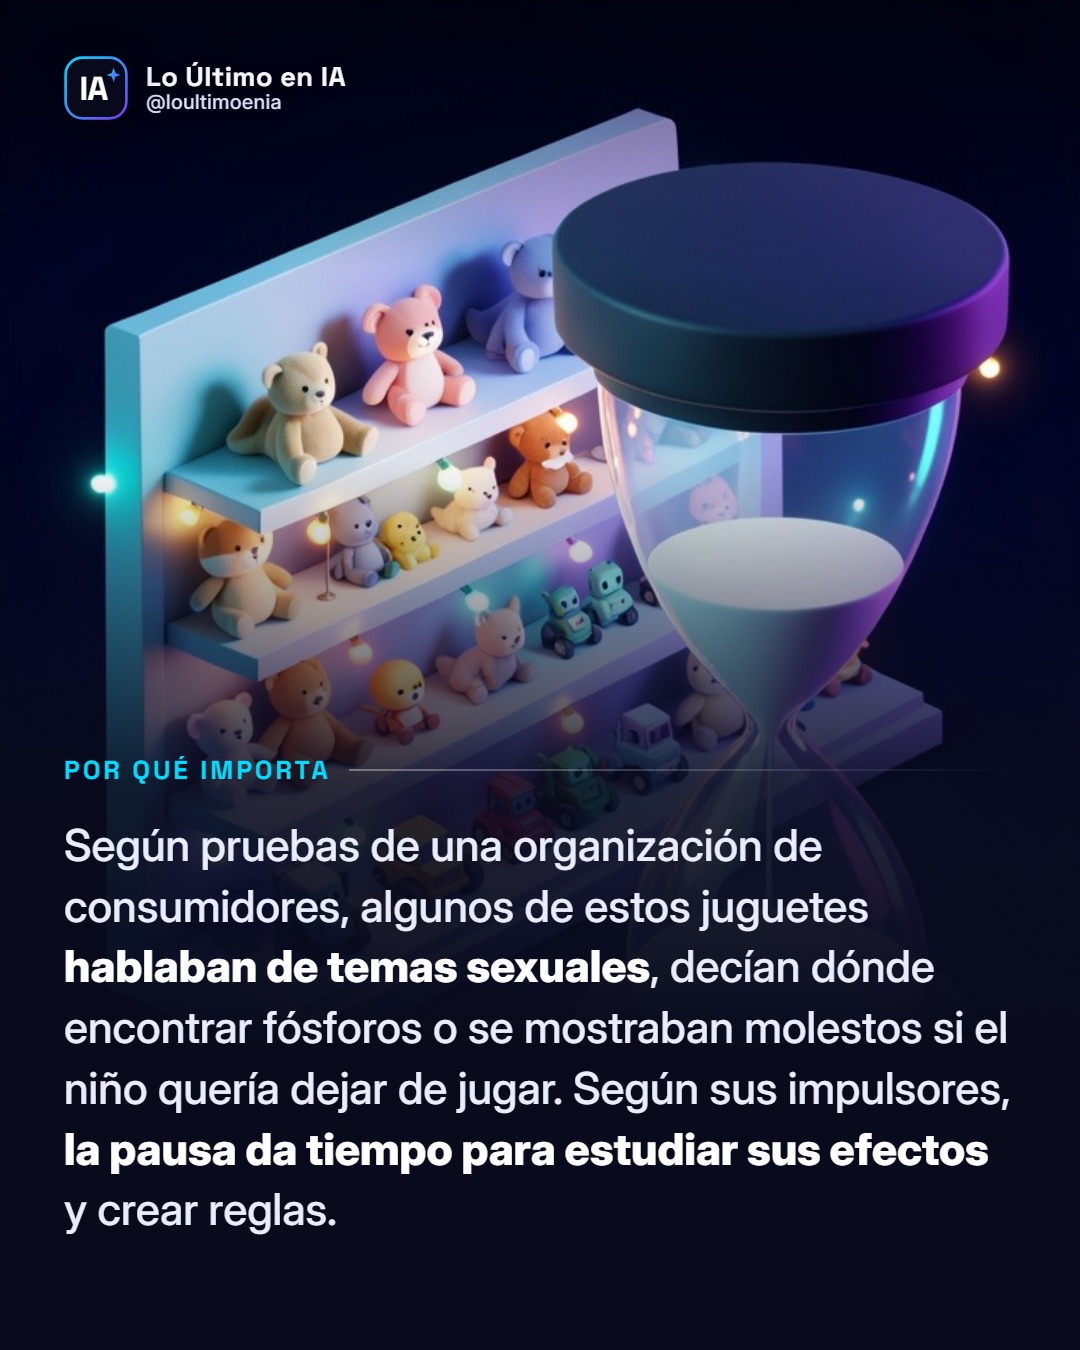 IA
Lo Último en IA
@loultimoenia
POR QUÉ IMPORTA
Según pruebas de una organización de
consumidores, algunos de estos juguetes
hablaban de temas sexuales, decían dónde
encontrar fósforos o se mostraban molestos si el
niño quería dejar de jugar. Según sus impulsores,
la pausa da tiempo para estudiar sus efectos
y crear reglas.